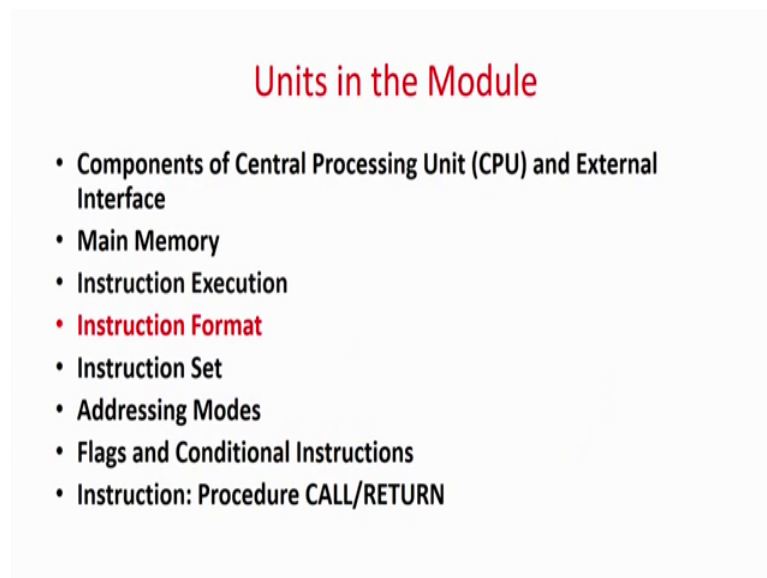 Units in the Module
• Components of Central Processing Unit (CPU) and External
Interface
• Main Memory
• Instruction Execution
• Instruction Format
• Instruction Set
• Addressing Modes
• Flags and Conditional Instructions
• Instruction: Procedure CALL/RETURN